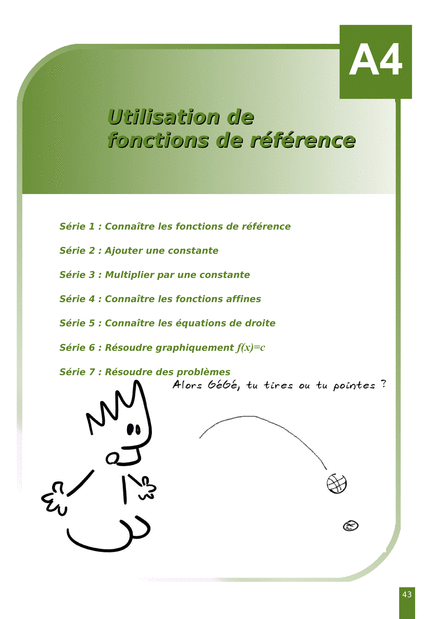 A4
Utilisation de
fonctions de référence
Série 1 : Connaître les fonctions de référence
Série 2 : Ajouter une constante
Série 3 : Multiplier par une constante
Série 4 : Connaître les fonctions affines
Série 5 : Connaître les équations de droite
Série 6 : Résoudre graphiquement f(x)=c
Série 7 : Résoudre des problèmes
Alors GéGé, tu tires ou tu pointes ?
43